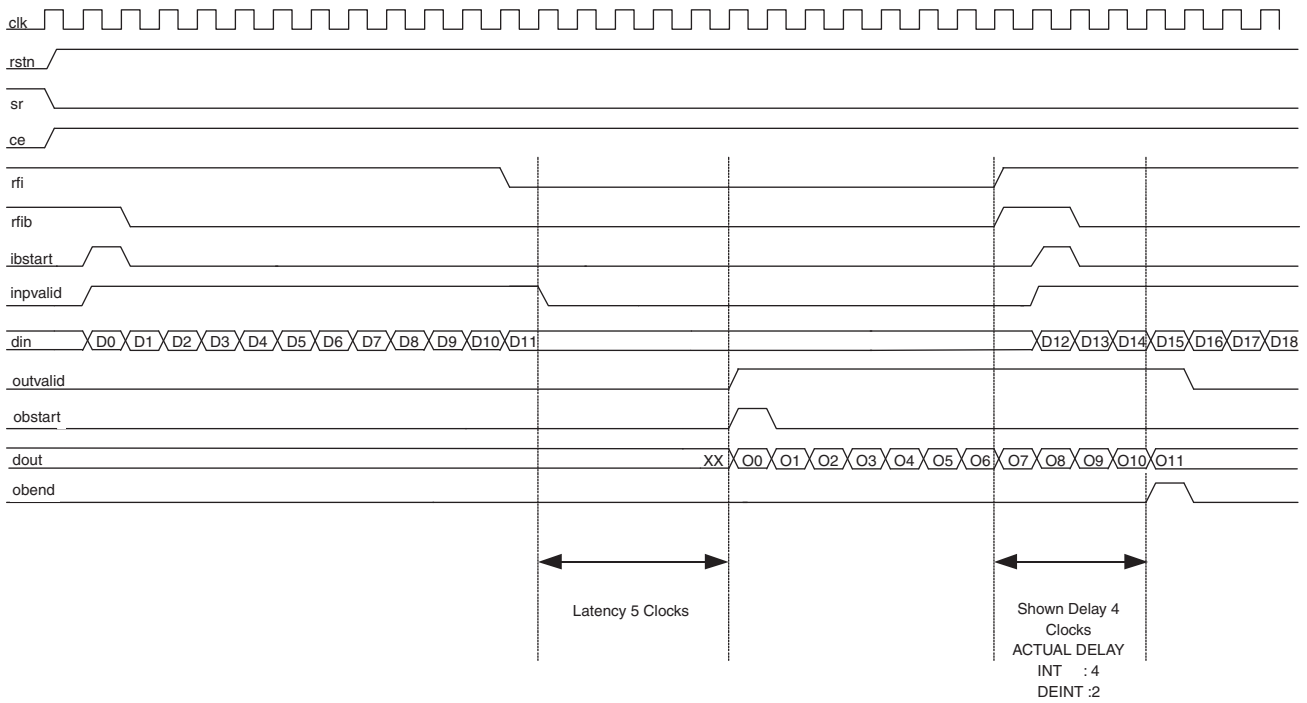 clk
rstn
sr
ce
rfi
rfib
ibstart
inpvalid
din D0 D1 D2 D3 D4 D5 D6 D7 D8 D9 D10 D11 D12 D13 D14 D15 D16 D17 D18
outvalid
obstart
dout XX O0 O1 O2 O3 O4 O5 O6 O7 O8 O9 O10 O11
obend
Latency 5 Clocks
Shown Delay 4
Clocks
ACTUAL DELAY
INT : 4
DEINT :2